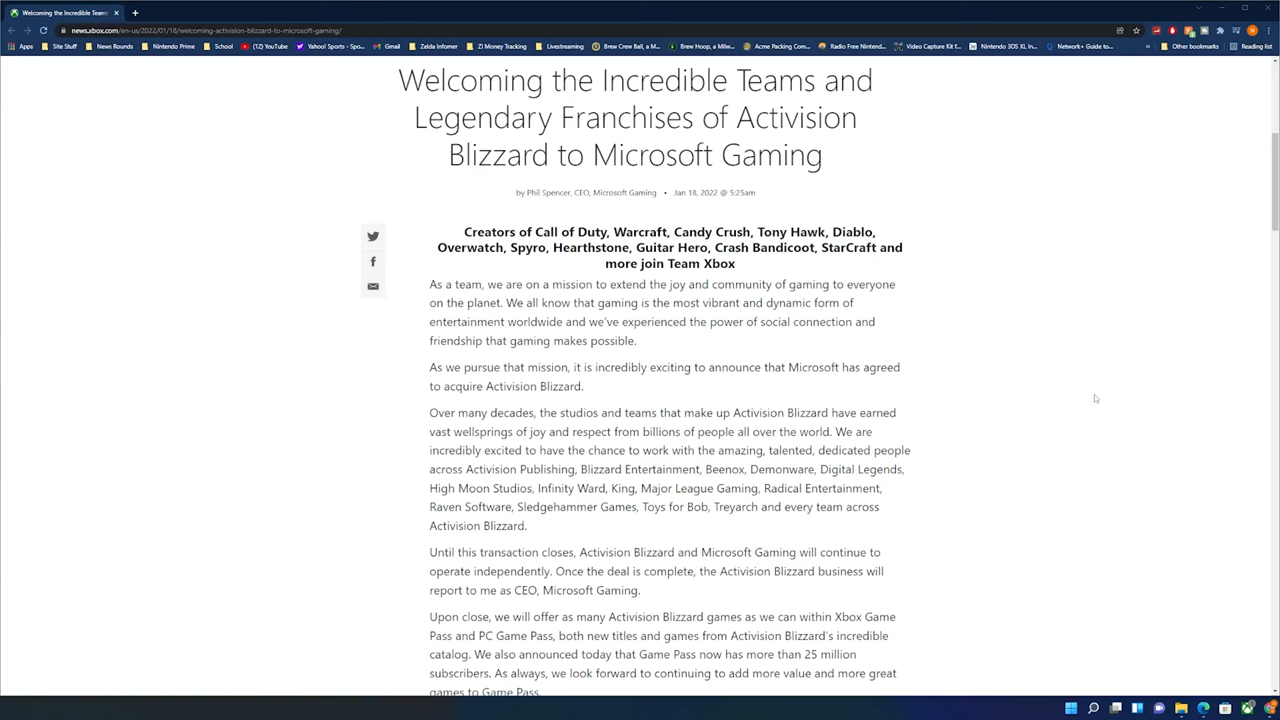 Welcoming the Incredible Teams
news.xbox.com/en-us/2022/01/18/welcoming-activision-blizzard-to-microsoft-gaming/
Apps Site Stuff News Rounds Nintendo Prime School (12) YouTube Yahoo! Sports - Spo... Gmail Zelda Informer ZI Money Tracking Livestreaming Brew Crew Ball, a M... Brew Hoop, a Milw... Acme Packing Com... Radio Free Nintend... Video Capture Kit f... Nintendo 3DS XL In... Network+ Guide to... Other bookmarks Reading list
Welcoming the Incredible Teams and
Legendary Franchises of Activision
Blizzard to Microsoft Gaming
by Phil Spencer, CEO, Microsoft Gaming • Jan 18, 2022 @ 5:25am
Creators of Call of Duty, Warcraft, Candy Crush, Tony Hawk, Diablo,
Overwatch, Spyro, Hearthstone, Guitar Hero, Crash Bandicoot, StarCraft and
more join Team Xbox
As a team, we are on a mission to extend the joy and community of gaming to everyone
on the planet. We all know that gaming is the most vibrant and dynamic form of
entertainment worldwide and we've experienced the power of social connection and
friendship that gaming makes possible.
As we pursue that mission, it is incredibly exciting to announce that Microsoft has agreed
to acquire Activision Blizzard.
Over many decades, the studios and teams that make up Activision Blizzard have earned
vast wellsprings of joy and respect from billions of people all over the world. We are
incredibly excited to have the chance to work with the amazing, talented, dedicated people
across Activision Publishing, Blizzard Entertainment, Beenox, Demonware, Digital Legends,
High Moon Studios, Infinity Ward, King, Major League Gaming, Radical Entertainment,
Raven Software, Sledgehammer Games, Toys for Bob, Treyarch and every team across
Activision Blizzard.
Until this transaction closes, Activision Blizzard and Microsoft Gaming will continue to
operate independently. Once the deal is complete, the Activision Blizzard business will
report to me as CEO, Microsoft Gaming.
Upon close, we will offer as many Activision Blizzard games as we can within Xbox Game
Pass and PC Game Pass, both new titles and games from Activision Blizzard's incredible
catalog. We also announced today that Game Pass now has more than 25 million
subscribers. As always, we look forward to continuing to add more value and more great
games to Game Pass.